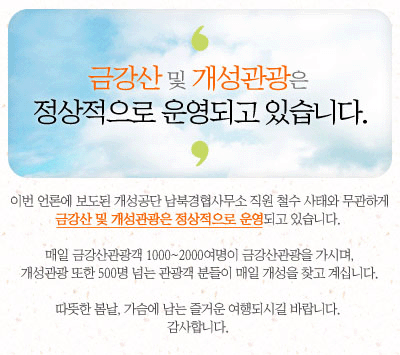 금강산 및 개성관광은
정상적으로 운영되고 있습니다.
이번 언론에 보도된 개성공단 남북경협사무소 직원 철수 사태와 무관하게
금강산 및 개성관광은 정상적으로 운영되고 있습니다.
매일 금강산관광객 1000~2000여명이 금강산관광을 가시며,
개성관광 또한 500명 넘는 관광객 분들이 매일 개성을 찾고 계십니다.
따뜻한 봄날, 가슴에 남는 즐거운 여행되시길 바랍니다.
감사합니다.